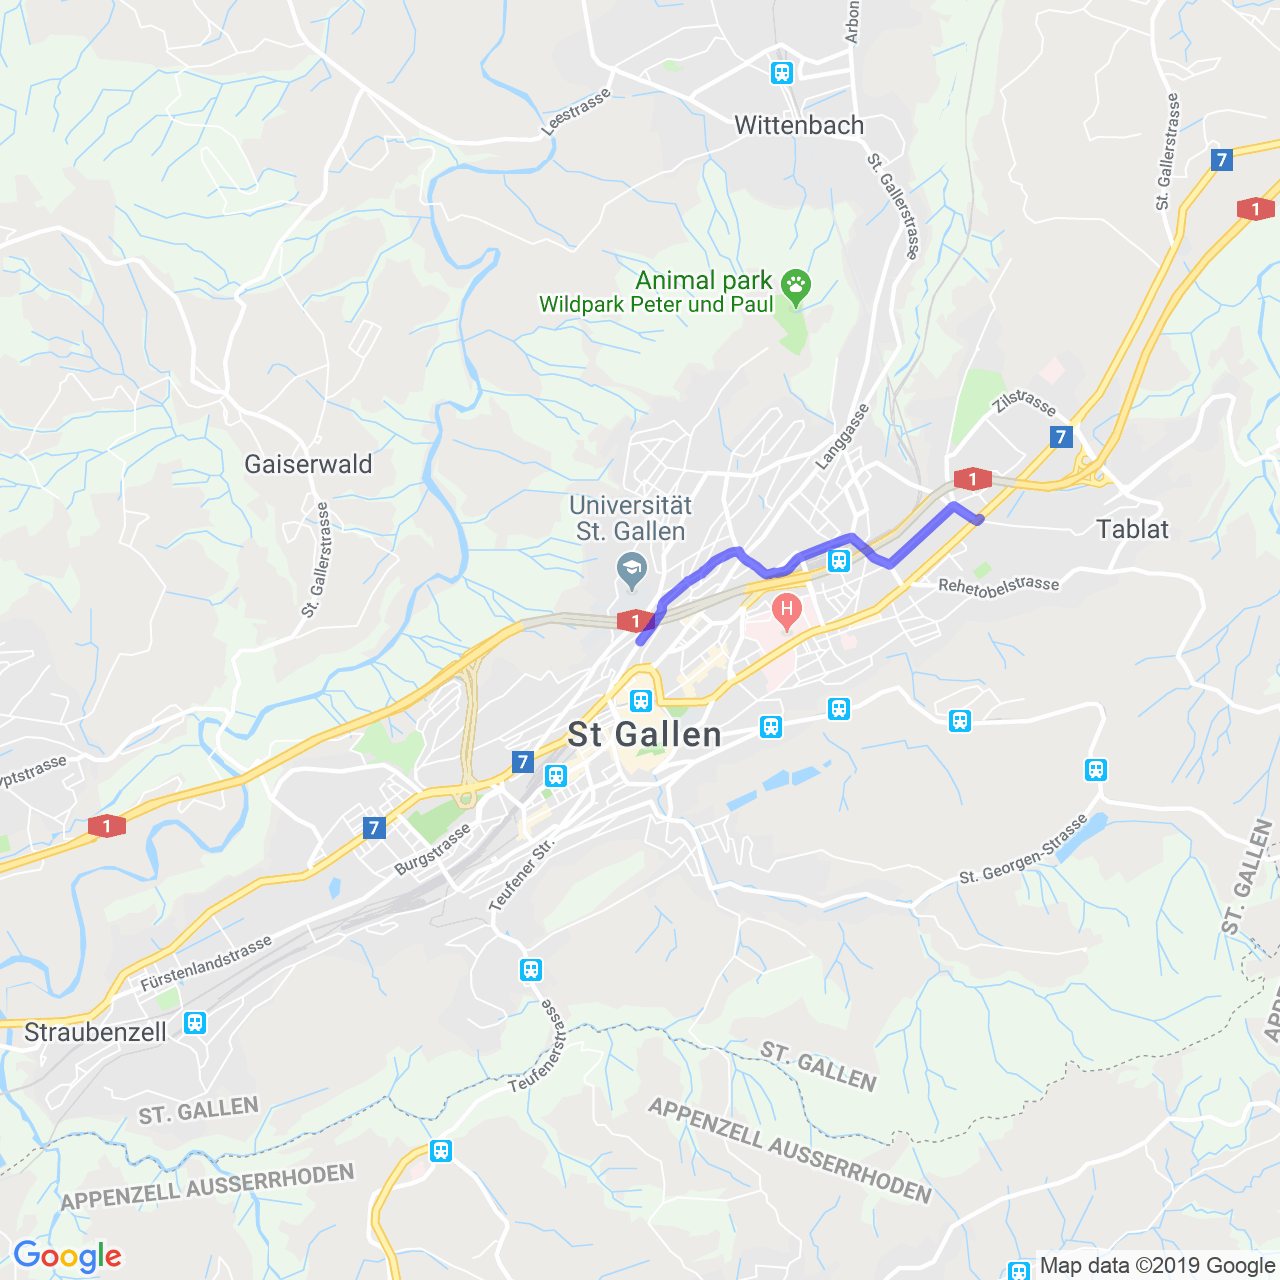 Arbon
Leestrasse
Wittenbach
7
St. Gallerstrasse
St. Gallerstrasse
1
Animal park
Wildpark Peter und Paul
Zilstrasse
Langgasse
7
Gaiserwald
1
Universität
St. Gallen
Tablat
St. Gallerstrasse
Rehetobelstrasse
H
1
St Gallen
7
1
7
Burgstrasse
Teufener Str.
St. Georgen-Strasse
ST. GALLEN
Fürstenlandstrasse
Straubenzell
Teufenerstrasse
ST. GALLEN
ST. GALLEN
APPENZELL AUSSERRHODEN
APPENZELL AUSSERRHODEN
Google
Map data ©2019 Google